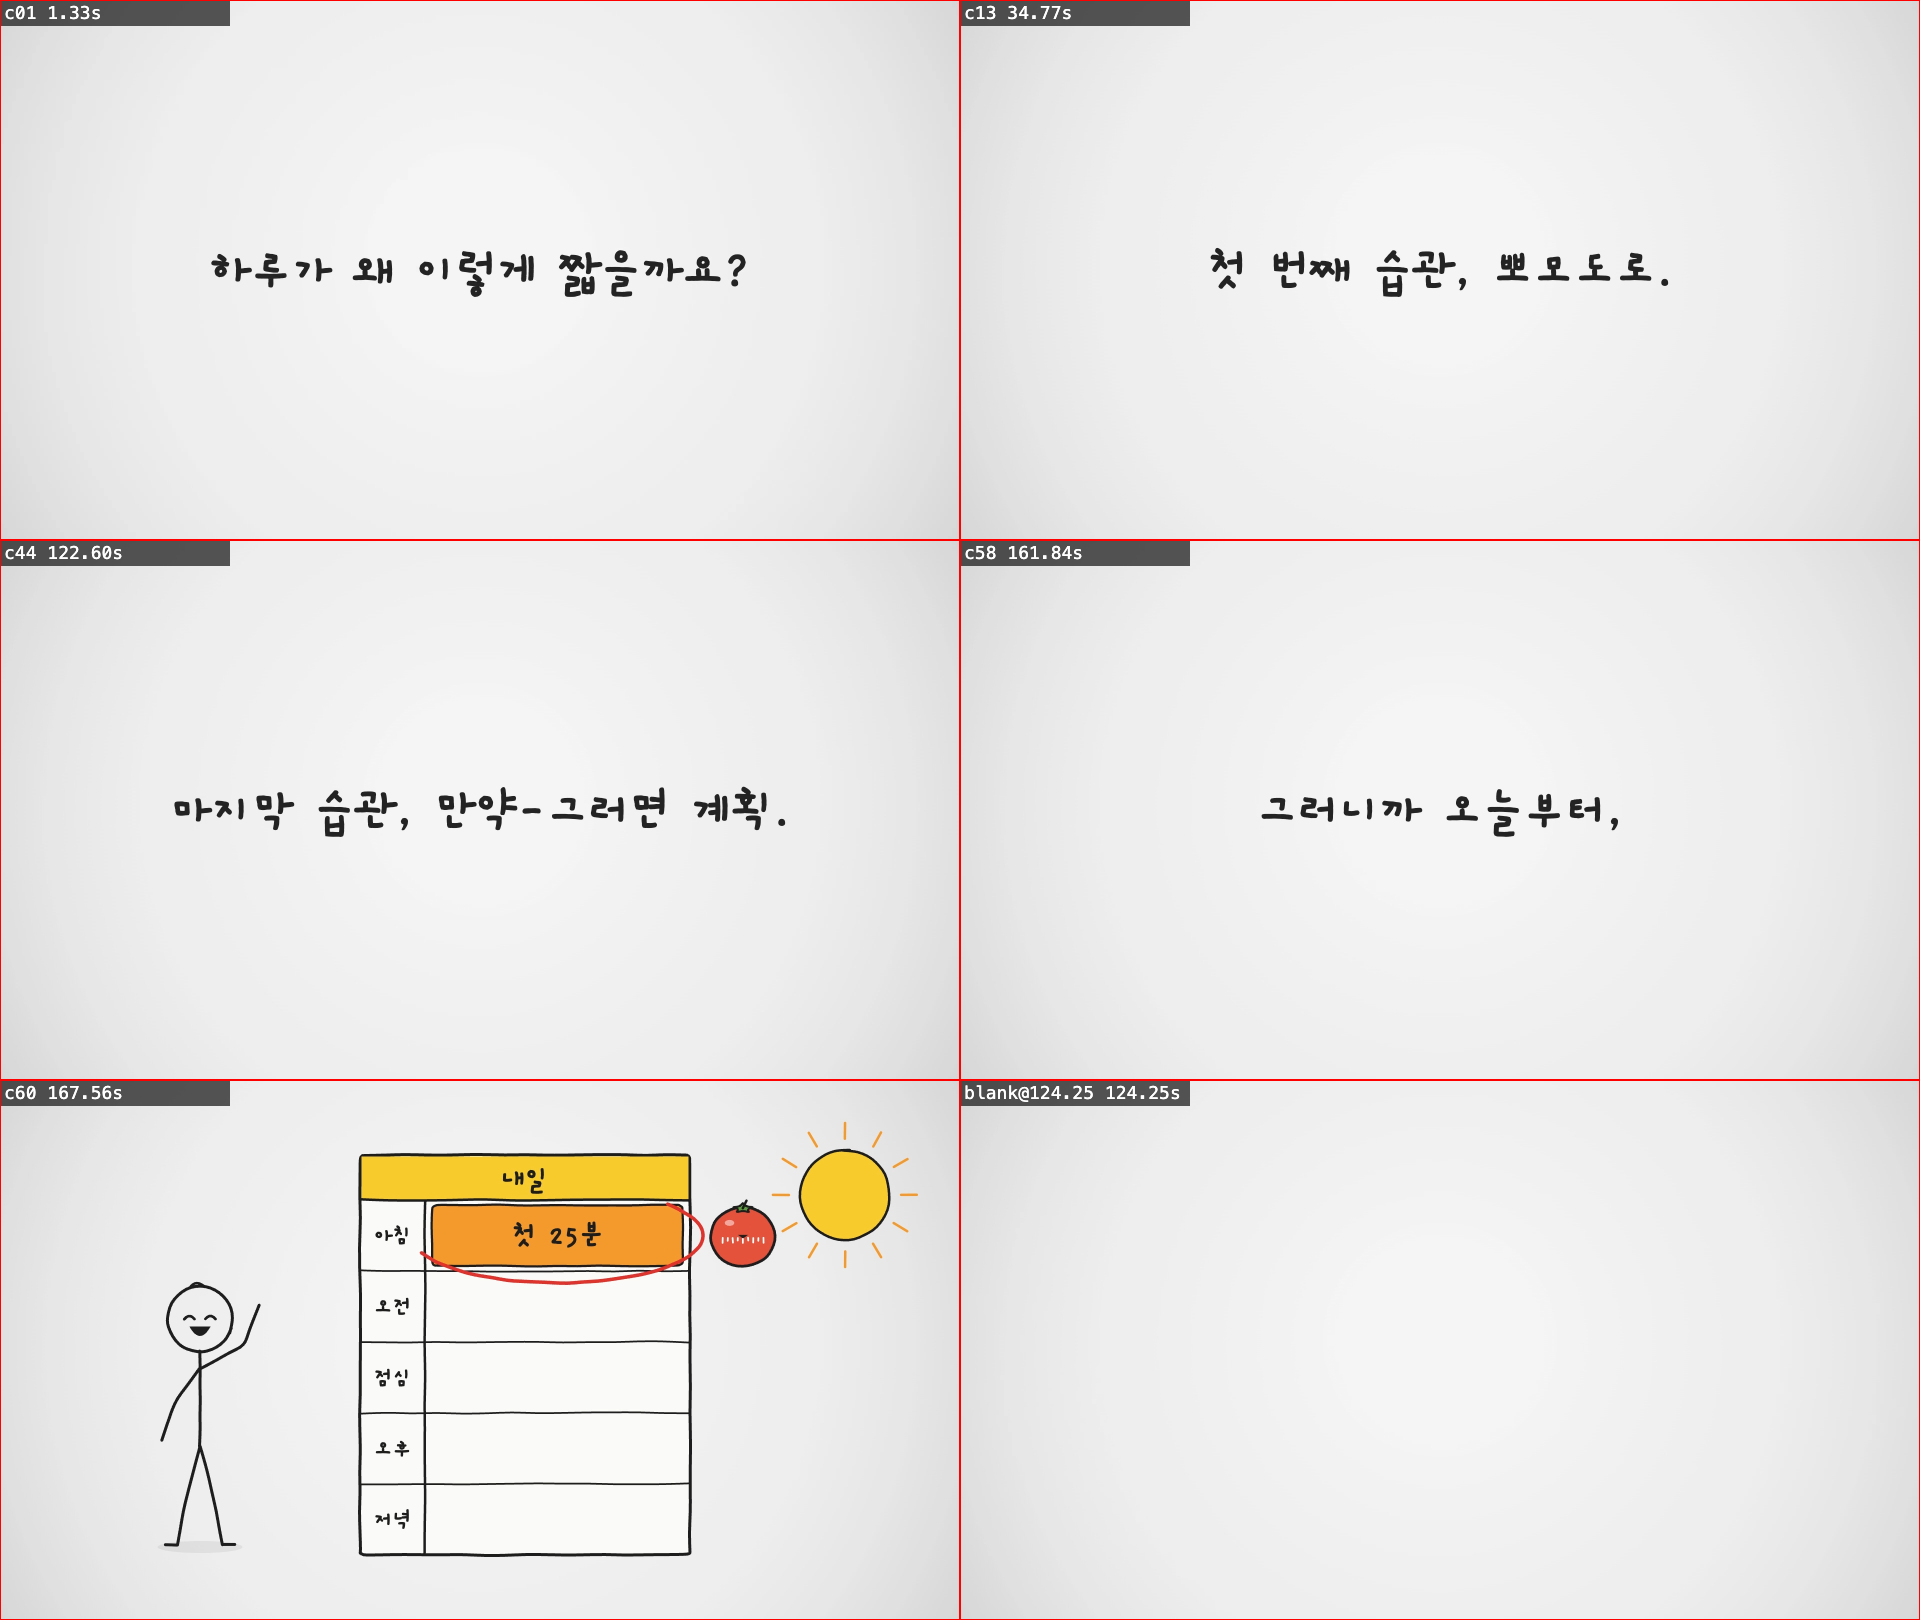 c01 1.33s
하루가 왜 이렇게 짧을까요?
c13 34.77s
첫 번째 습관, 뽀모도로.
c44 122.60s
마지막 습관, 만약-그러면 계획.
c58 161.84s
그러니까 오늘부터,
c60 167.56s
내일
아침 첫 25분
오전
점심
오후
저녁
blank@124.25 124.25s